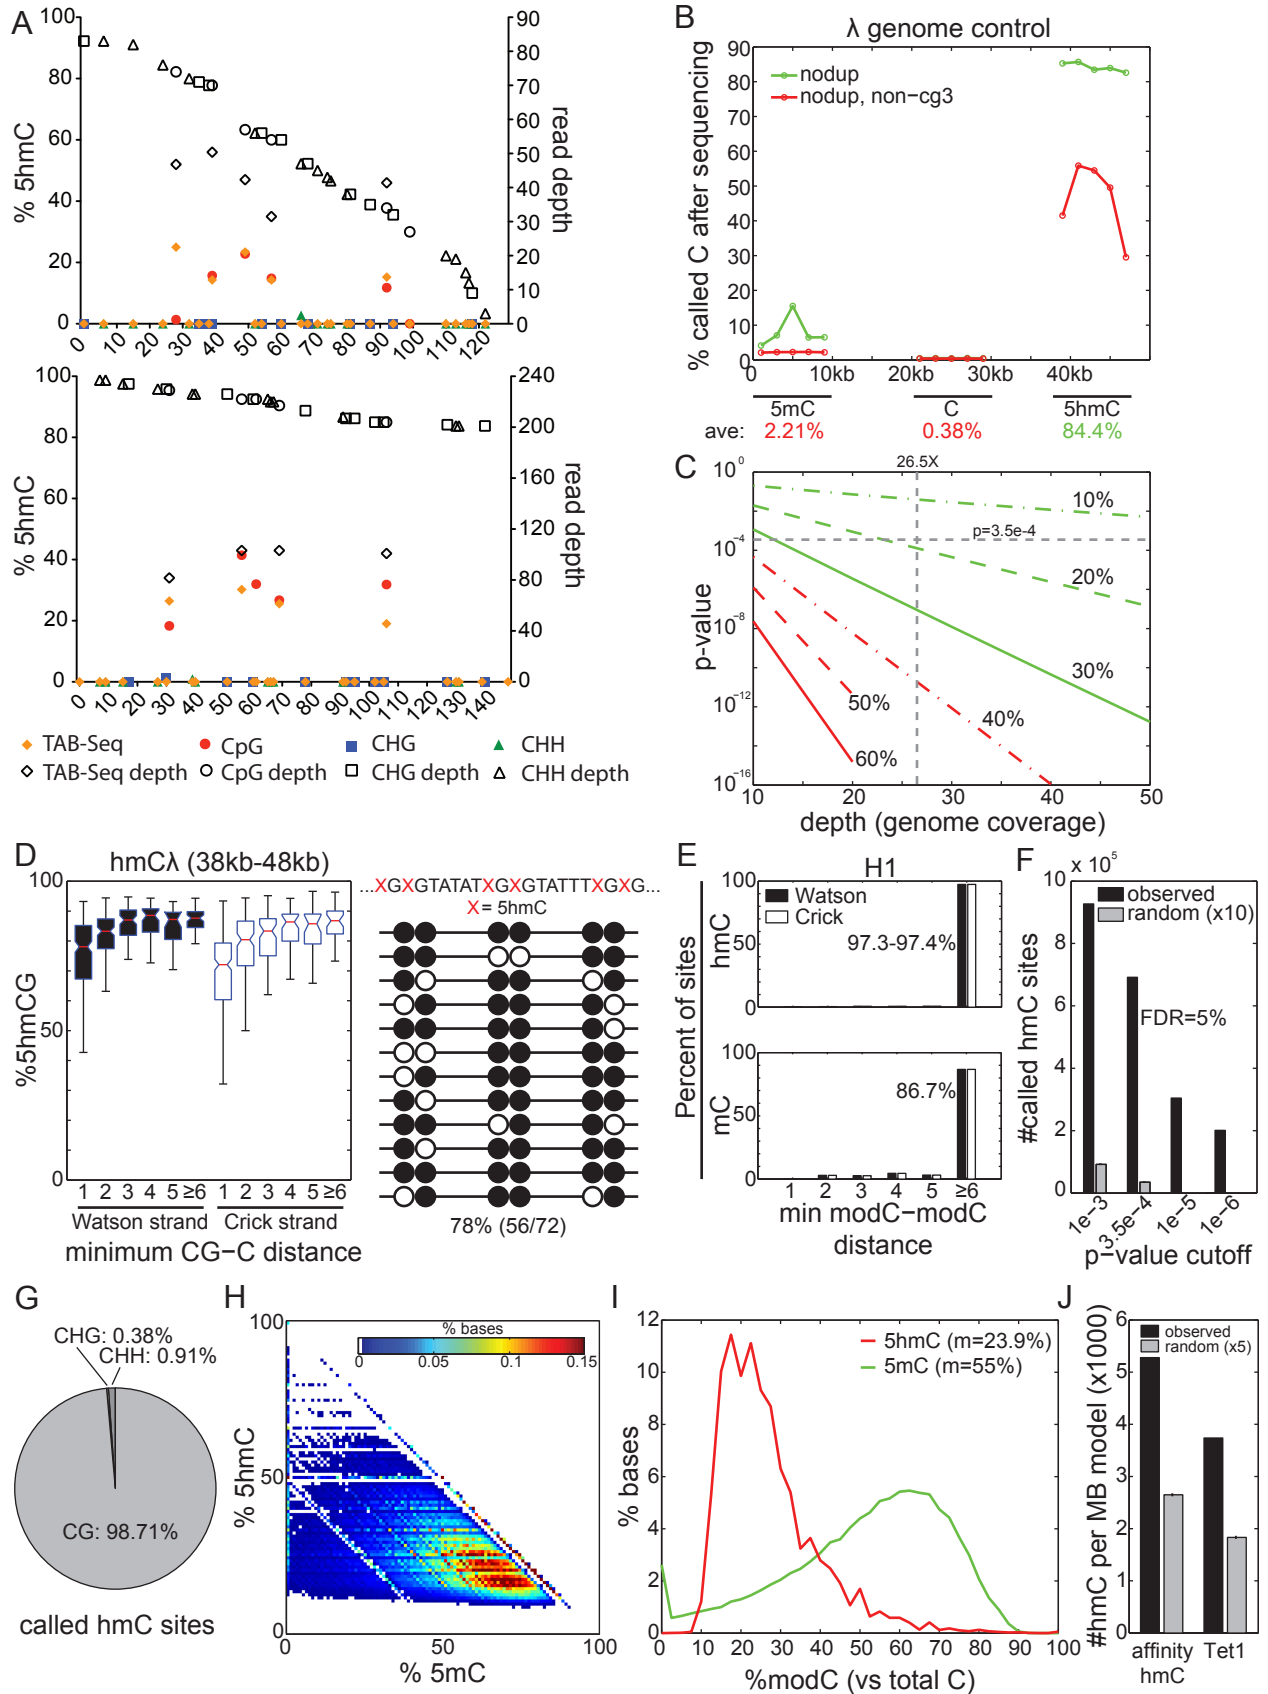 A
100
80
60
40
20
0
% 5hmC
90
80
70
60
50
40
30
20
10
0
read depth
0 10 20 30 40 50 60 70 80 90 100 110 120
100
80
60
40
20
0
% 5hmC
240
200
160
120
80
40
0
read depth
0 10 20 30 40 50 60 70 80 90 100 110 120 130 140
TAB-Seq CpG CHG CHH
TAB-Seq depth CpG depth CHG depth CHH depth
B
λ genome control
90
80
70
60
50
40
30
20
10
0
% called C after sequencing
nodup
nodup, non-cg3
0 10kb 20kb 30kb 40kb
5mC C 5hmC
ave: 2.21% 0.38% 84.4%
C
26.5X
10^0
10^-4
10^-8
10^-12
10^-16
p-value
10%
p=3.5e-4
20%
30%
50%
40%
60%
10 20 30 40 50
depth (genome coverage)
D
hmCλ (38kb-48kb)
100
50
0
%5hmCG
1 2 3 4 5 ≥6 1 2 3 4 5 ≥6
Watson strand Crick strand
minimum CG-C distance
...XGXGTATATXGXGTATTTXGXG...
X = 5hmC
78% (56/72)
E
H1
Percent of sites
hmC
100
50
0
Watson
Crick
97.3-97.4%
mC
100
50
0
86.7%
1 2 3 4 5 ≥6
min modC-modC
distance
F
x 10^5
10
8
6
4
2
0
#called hmC sites
observed
random (x10)
FDR=5%
1e-3 3.5e-4 1e-5 1e-6
p-value cutoff
G
CHG: 0.38%
CHH: 0.91%
CG: 98.71%
called hmC sites
H
100
50
0
% 5hmC
% bases
0 0.05 0.1 0.15
0 50 100
% 5mC
I
12
10
8
6
4
2
0
% bases
5hmC (m=23.9%)
5mC (m=55%)
0 10 20 30 40 50 60 70 80 90 100
%modC (vs total C)
J
6
5
4
3
2
1
0
#hmC per MB model (x1000)
observed
random (x5)
affinity Tet1
hmC